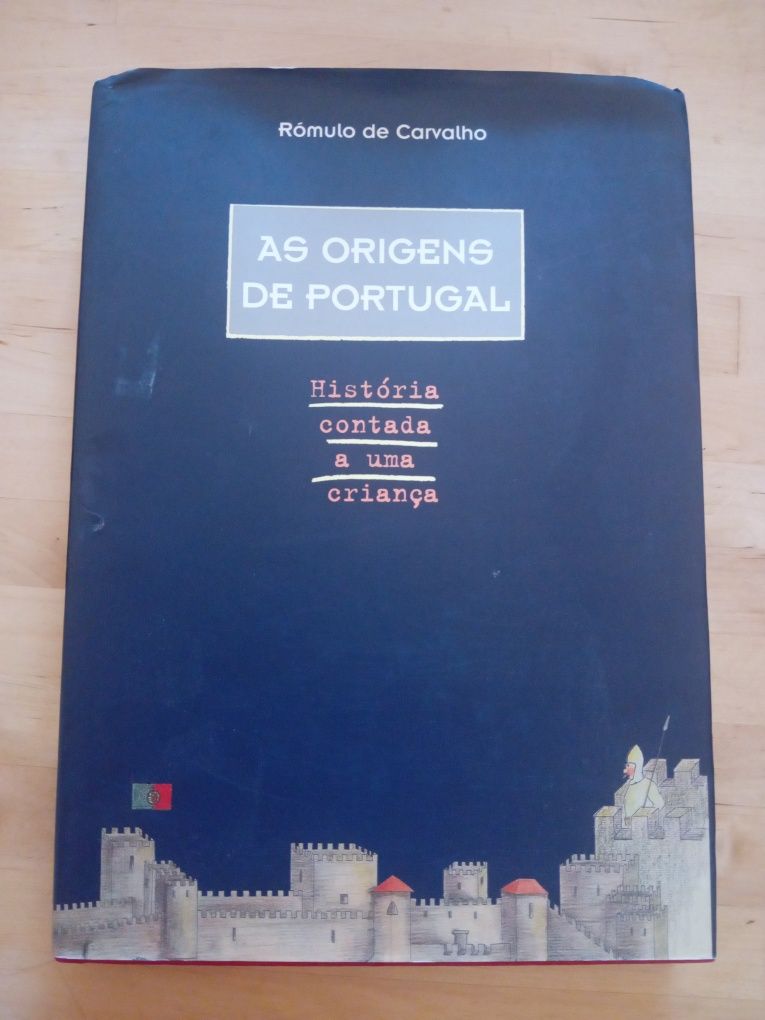 Rómulo de Carvalho
AS ORIGENS
DE PORTUGAL
História
contada
a uma
criança